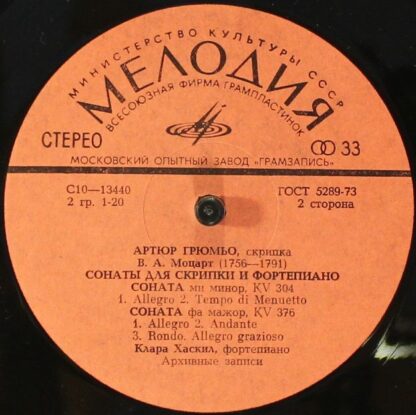 МИНИСТЕРСТВО КУЛЬТУРЫ СССР
МЕЛОДИЯ
ВСЕСОЮЗНАЯ ФИРМА ГРАМПЛАСТИНОК
СТЕРЕО 33
МОСКОВСКИЙ ОПЫТНЫЙ ЗАВОД «ГРАМЗАПИСЬ»
С10—13440 ГОСТ 5289-73
2 гр. 1-20 2 сторона
АРТЮР ГРЮМЬО, скрипка
В. А. Моцарт (1756—1791)
СОНАТЫ ДЛЯ СКРИПКИ И ФОРТЕПИАНО
СОНАТА ми минор, KV 304
1. Allegro 2. Tempo di Menuetto
СОНАТА фа мажор, KV 376
1. Allegro 2. Andante
3. Rondo. Allegro grazioso
Клара Хаскил, фортепиано
Архивные записи